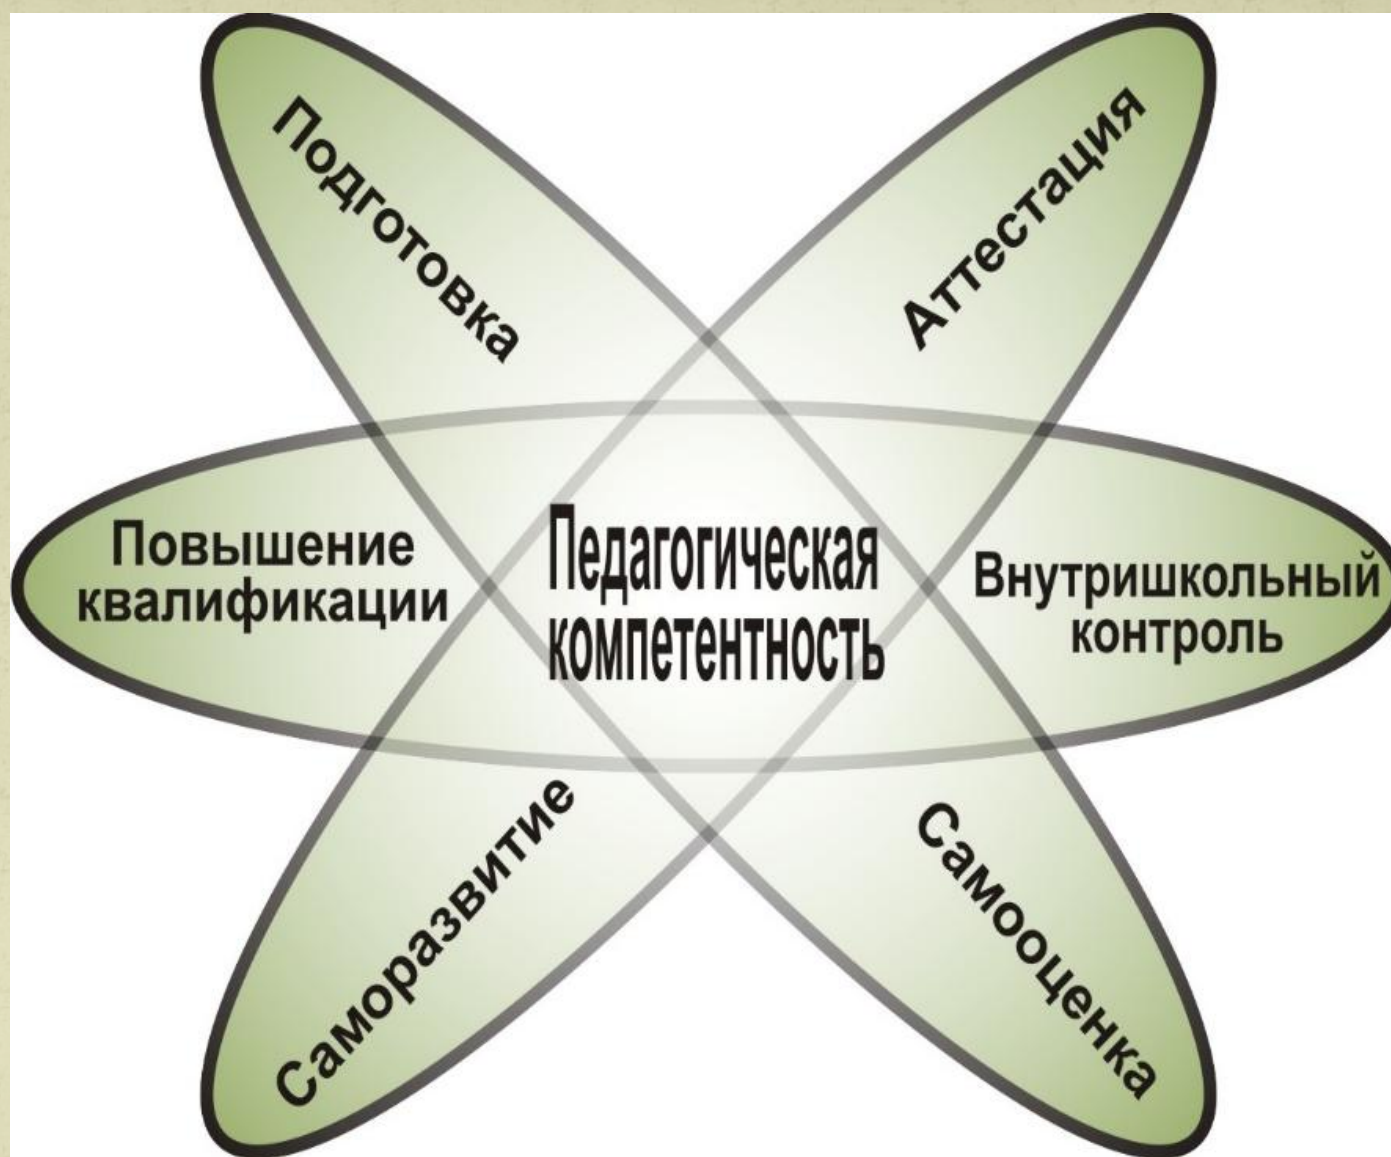 Подготовка
Аттестация
Повышение
квалификации
Педагогическая
компетентность
Внутришкольный
контроль
Саморазвитие
Самооценка